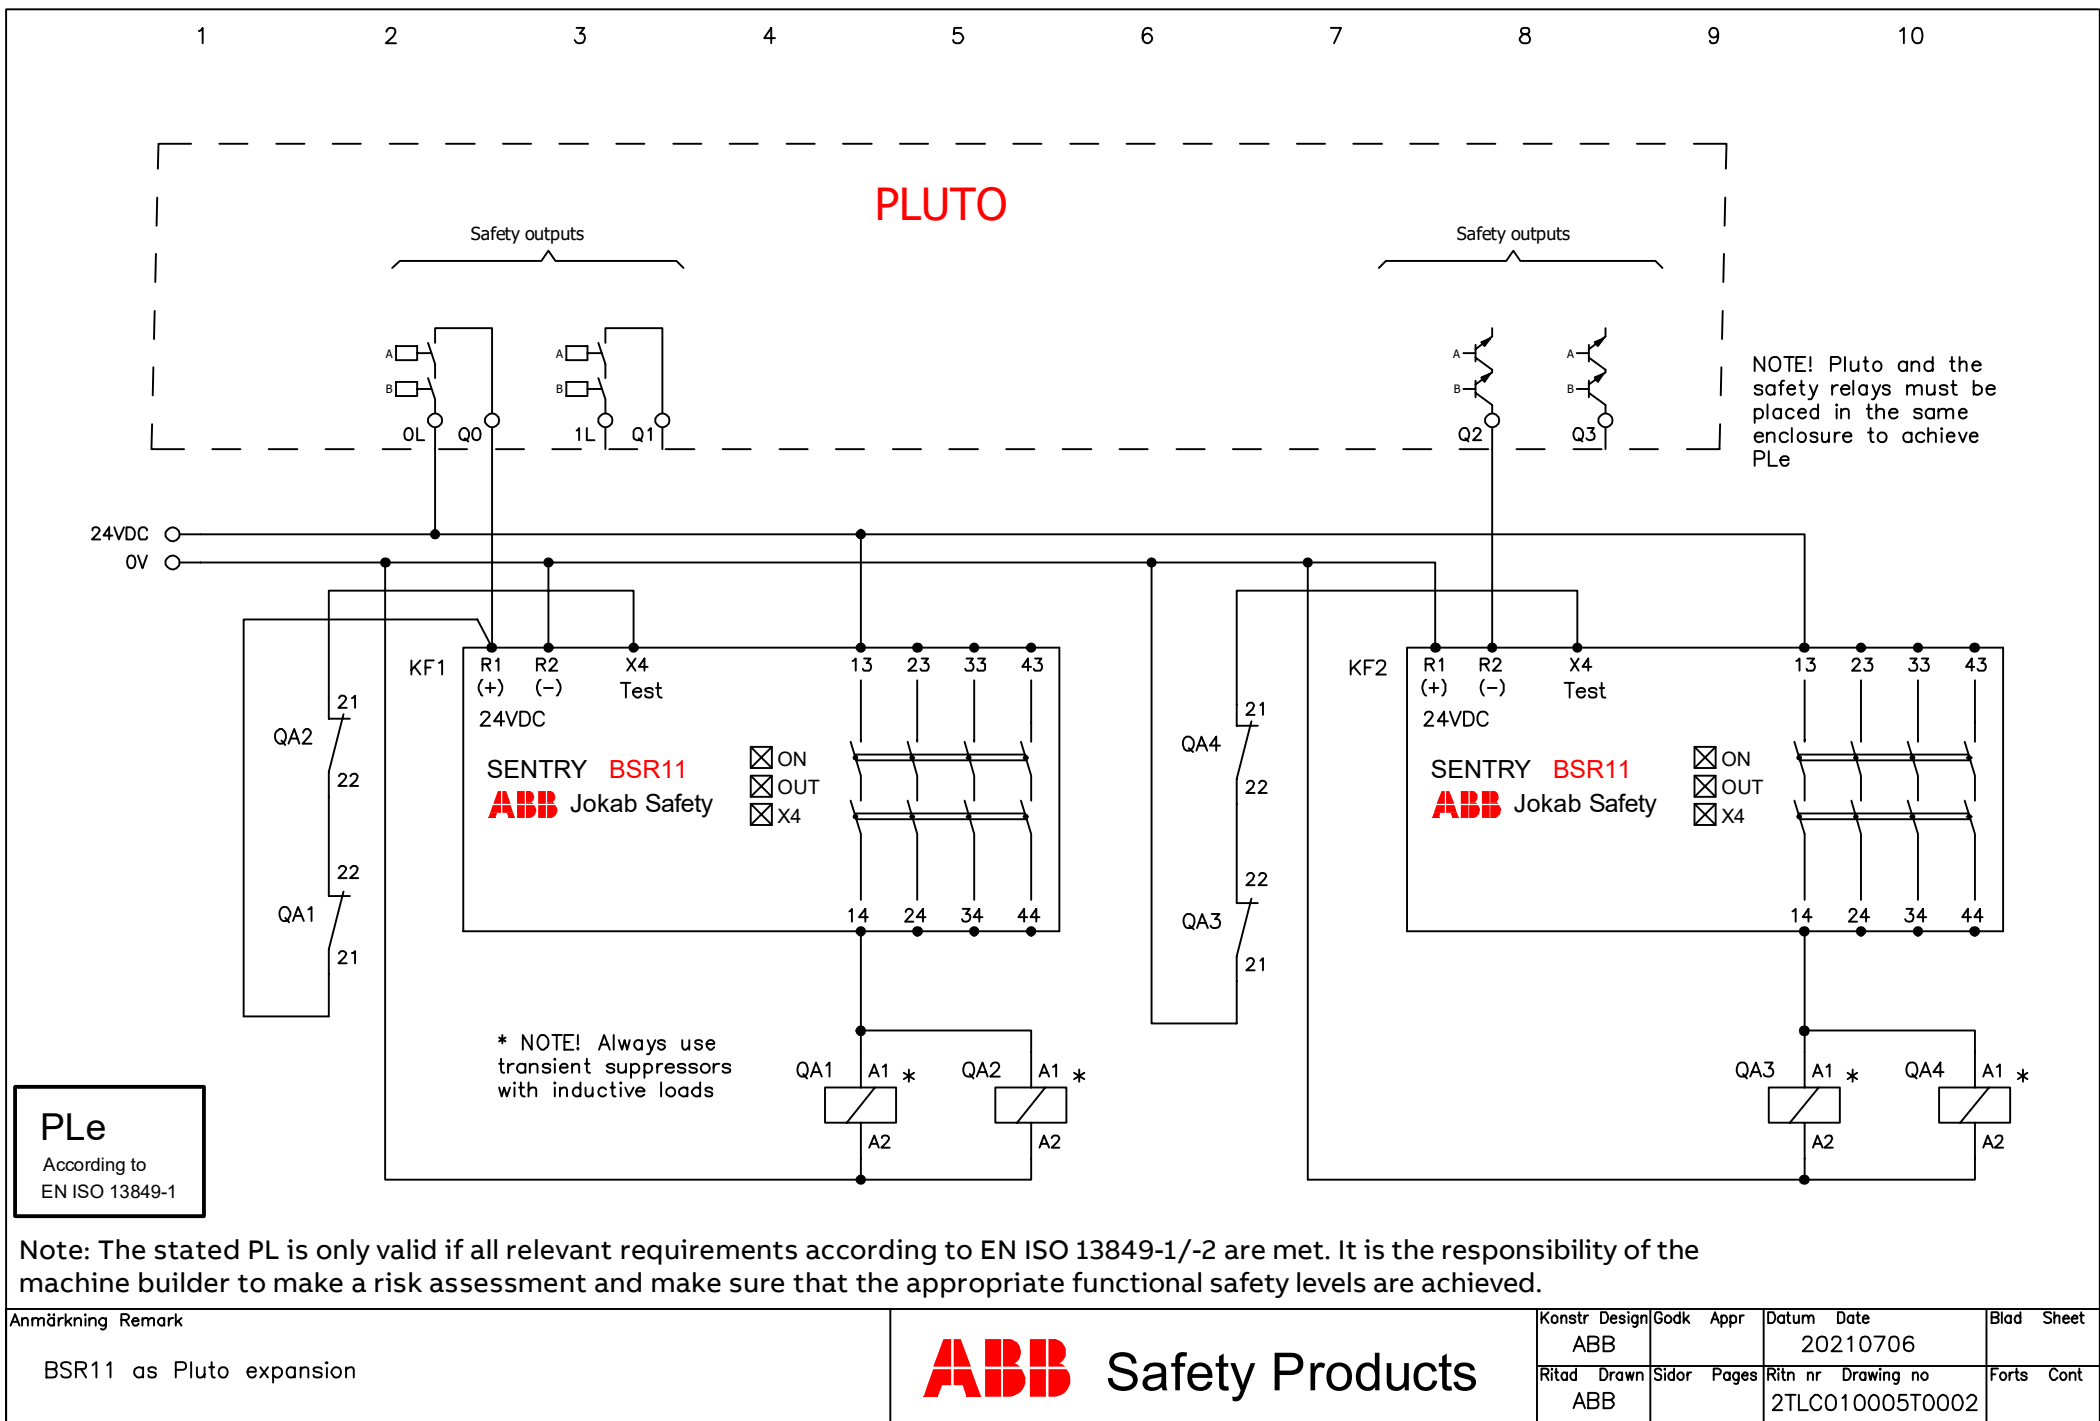 1 2 3 4 5 6 7 8 9 10
PLUTO
Safety outputs
Safety outputs
A
B
A
B
A
B
A
B
0L Q0 1L Q1
Q2 Q3
NOTE! Pluto and the
safety relays must be
placed in the same
enclosure to achieve
PLe
24VDC
0V
KF1
R1 R2 X4
(+) (-) Test
24VDC
13 23 33 43
SENTRY BSR11
ABB Jokab Safety
ON
OUT
X4
14 24 34 44
21
QA2
22
22
QA1
21
KF2
R1 R2 X4
(+) (-) Test
24VDC
13 23 33 43
SENTRY BSR11
ABB Jokab Safety
ON
OUT
X4
14 24 34 44
21
QA4
22
22
QA3
21
* NOTE! Always use
transient suppressors
with inductive loads
QA1 A1 *
A2
QA2 A1 *
A2
QA3 A1 *
A2
QA4 A1 *
A2
PLe
According to
EN ISO 13849-1
Note: The stated PL is only valid if all relevant requirements according to EN ISO 13849-1/-2 are met. It is the responsibility of the
machine builder to make a risk assessment and make sure that the appropriate functional safety levels are achieved.
Anmärkning Remark
BSR11 as Pluto expansion
ABB Safety Products
Konstr Design Godk Appr Datum Date Blad Sheet
ABB 20210706
Ritad Drawn Sidor Pages Ritn nr Drawing no Forts Cont
ABB 2TLC010005T0002